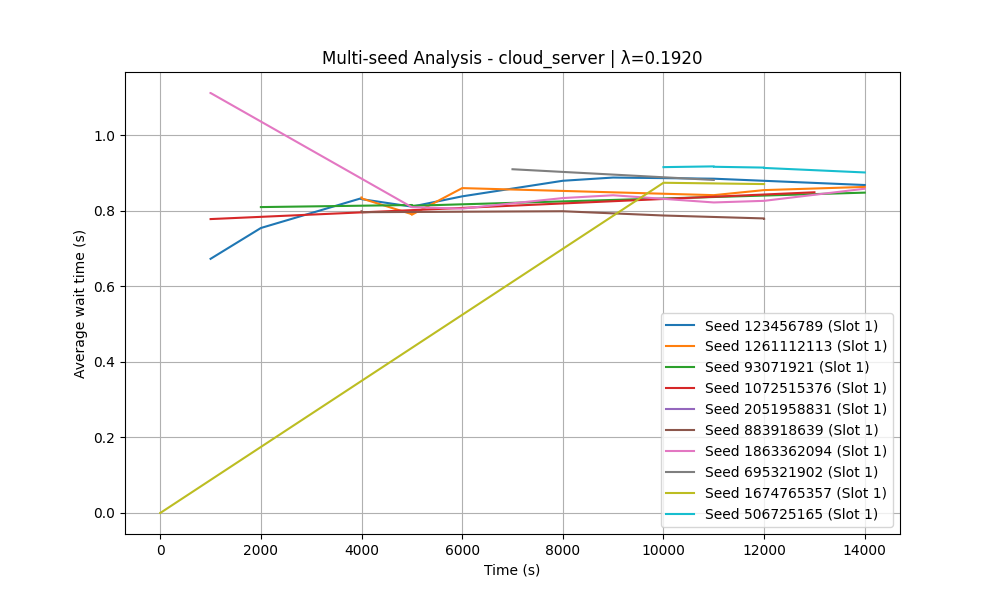 Multi-seed Analysis - cloud_server | λ=0.1920
Average wait time (s)
1.0
0.8
0.6
0.4
0.2
0.0
Seed 123456789 (Slot 1)
Seed 1261112113 (Slot 1)
Seed 93071921 (Slot 1)
Seed 1072515376 (Slot 1)
Seed 2051958831 (Slot 1)
Seed 883918639 (Slot 1)
Seed 1863362094 (Slot 1)
Seed 695321902 (Slot 1)
Seed 1674765357 (Slot 1)
Seed 506725165 (Slot 1)
0 2000 4000 6000 8000 10000 12000 14000
Time (s)